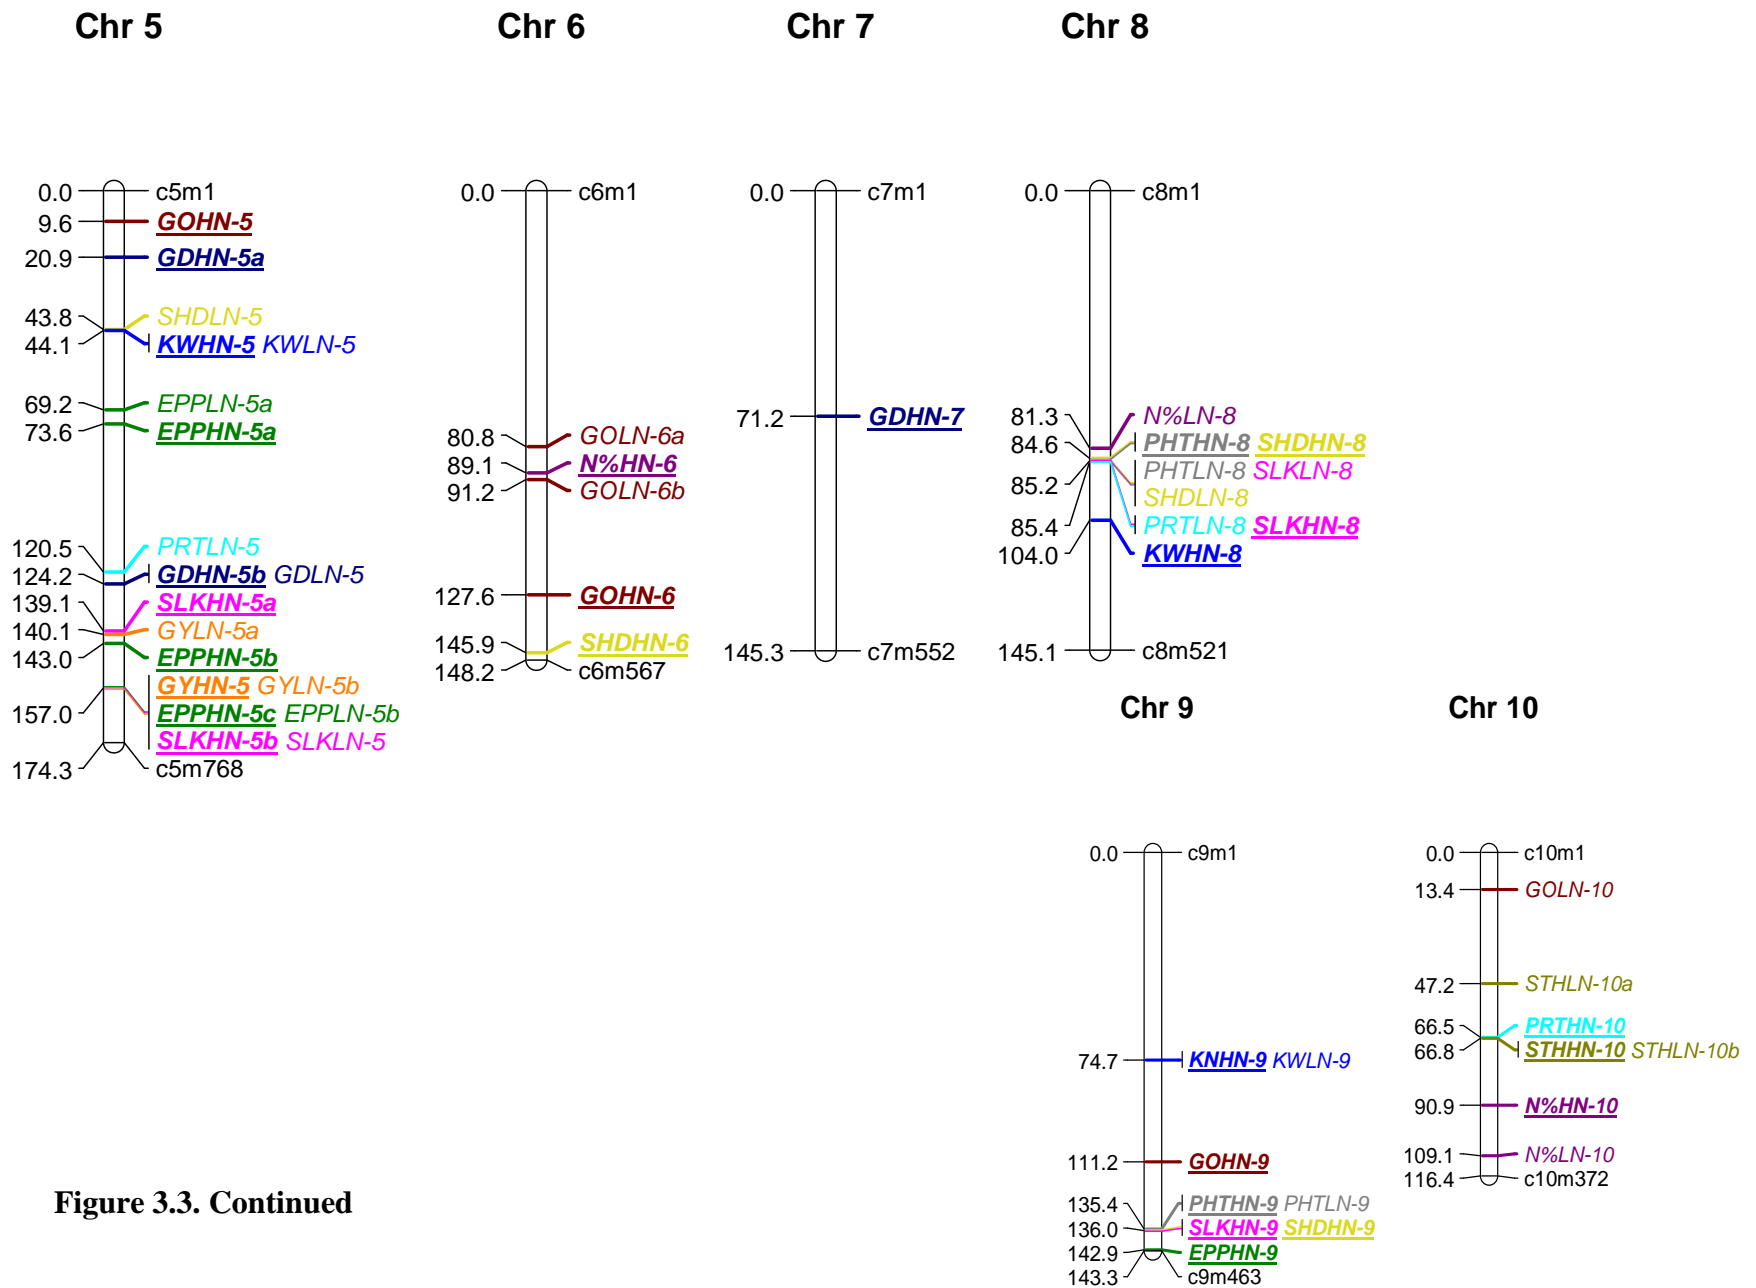 Chr 5 Chr 6 Chr 7 Chr 8
0.0 c5m1
9.6 GOHN-5
20.9 GDHN-5a
43.8 SHDLN-5
44.1 KWHN-5 KWLN-5
69.2 EPPLN-5a
73.6 EPPHN-5a
120.5 PRTLN-5
124.2 GDHN-5b GDLN-5
139.1 SLKHN-5a
140.1 GYLN-5a
143.0 EPPHN-5b
GYHN-5 GYLN-5b
157.0 EPPHN-5c EPPLN-5b
SLKHN-5b SLKLN-5
174.3 c5m768
0.0 c6m1
80.8 GOLN-6a
89.1 N%HN-6
91.2 GOLN-6b
127.6 GOHN-6
145.9 SHDHN-6
148.2 c6m567
0.0 c7m1
71.2 GDHN-7
145.3 c7m552
0.0 c8m1
81.3 N%LN-8
84.6 PHTHN-8 SHDHN-8
85.2 PHTLN-8 SLKLN-8
SHDLN-8
85.4 PRTLN-8 SLKHN-8
104.0 KWHN-8
145.1 c8m521
Chr 9 Chr 10
0.0 c9m1
74.7 KNHN-9 KWLN-9
111.2 GOHN-9
135.4 PHTHN-9 PHTLN-9
136.0 SLKHN-9 SHDHN-9
142.9 EPPHN-9
143.3 c9m463
0.0 c10m1
13.4 GOLN-10
47.2 STHLN-10a
66.5 PRTHN-10
66.8 STHHN-10 STHLN-10b
90.9 N%HN-10
109.1 N%LN-10
116.4 c10m372
Figure 3.3. Continued